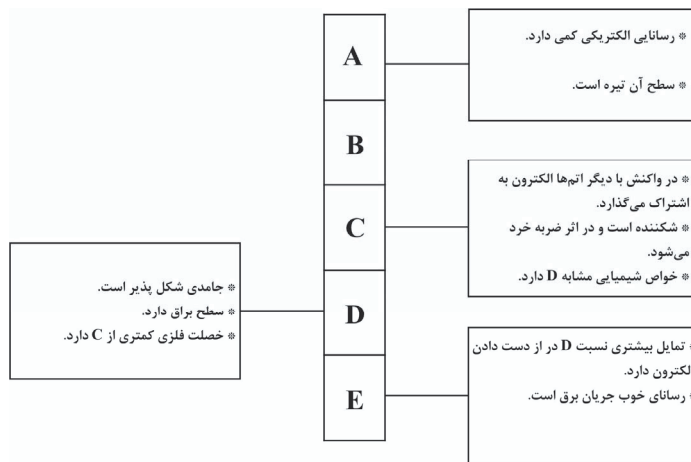 A
B
C
D
E
* رسانایی الکتریکی کمی دارد.
* سطح آن تیره است.
* در واکنش با دیگر اتم‌ها الکترون به
اشتراک می‌گذارد.
* شکننده است و در اثر ضربه خرد
می‌شود.
* خواص شیمیایی مشابه D دارد.
* جامدی شکل پذیر است.
* سطح براق دارد.
* خصلت فلزی کمتری از C دارد.
* تمایل بیشتری نسبت D در از دست دادن
لکترون دارد.
* رسانای خوب جریان برق است.